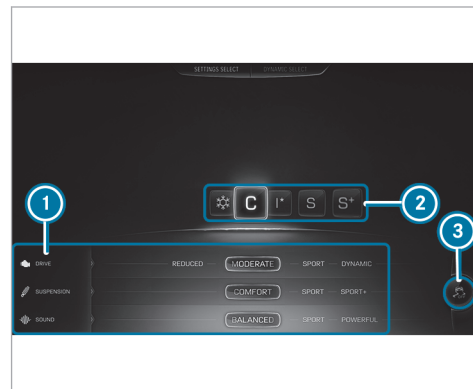 SETTINGS SELECT DYNAMIC SELECT
C I* S S+
1 2
3
DRIVE REDUCED MODERATE SPORT DYNAMIC
SUSPENSION COMFORT SPORT SPORT+
SOUND BALANCED SPORT POWERFUL